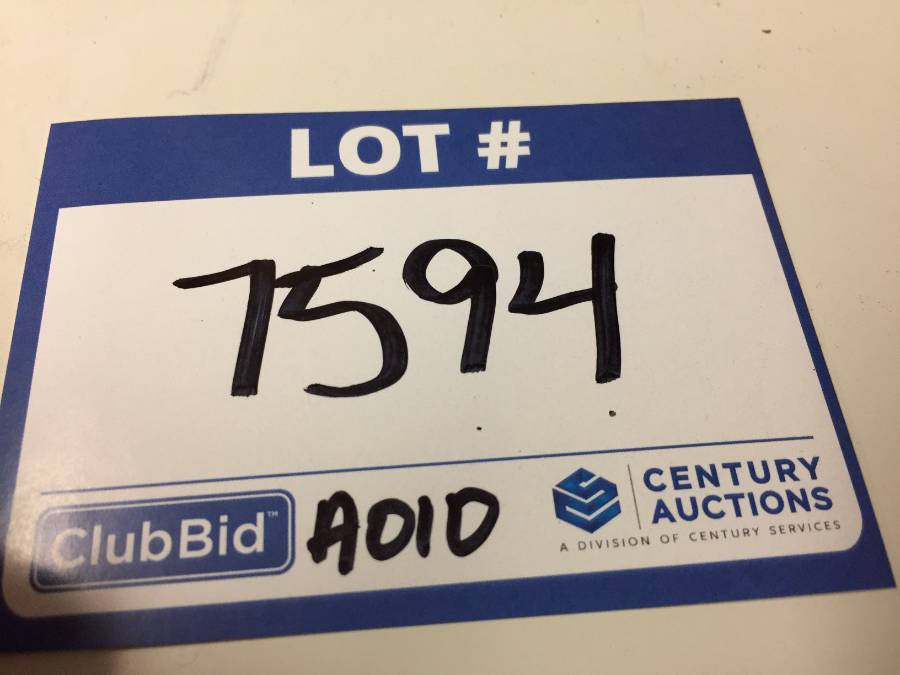 LOT #
7594
ClubBid™ A010 CENTURY
AUCTIONS
A DIVISION OF CENTURY SERVICES